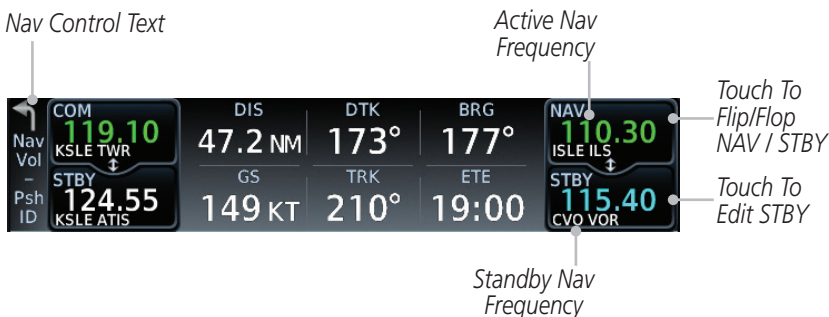 Nav Control Text
Active Nav
Frequency
Nav
Vol
–
Psh
ID
COM
119.10
KSLE TWR
STBY
124.55
KSLE ATIS
DIS
47.2 NM
DTK
173°
BRG
177°
GS
149 KT
TRK
210°
ETE
19:00
NAV
110.30
ISLE ILS
STBY
115.40
CVO VOR
Touch To
Flip/Flop
NAV / STBY
Touch To
Edit STBY
Standby Nav
Frequency